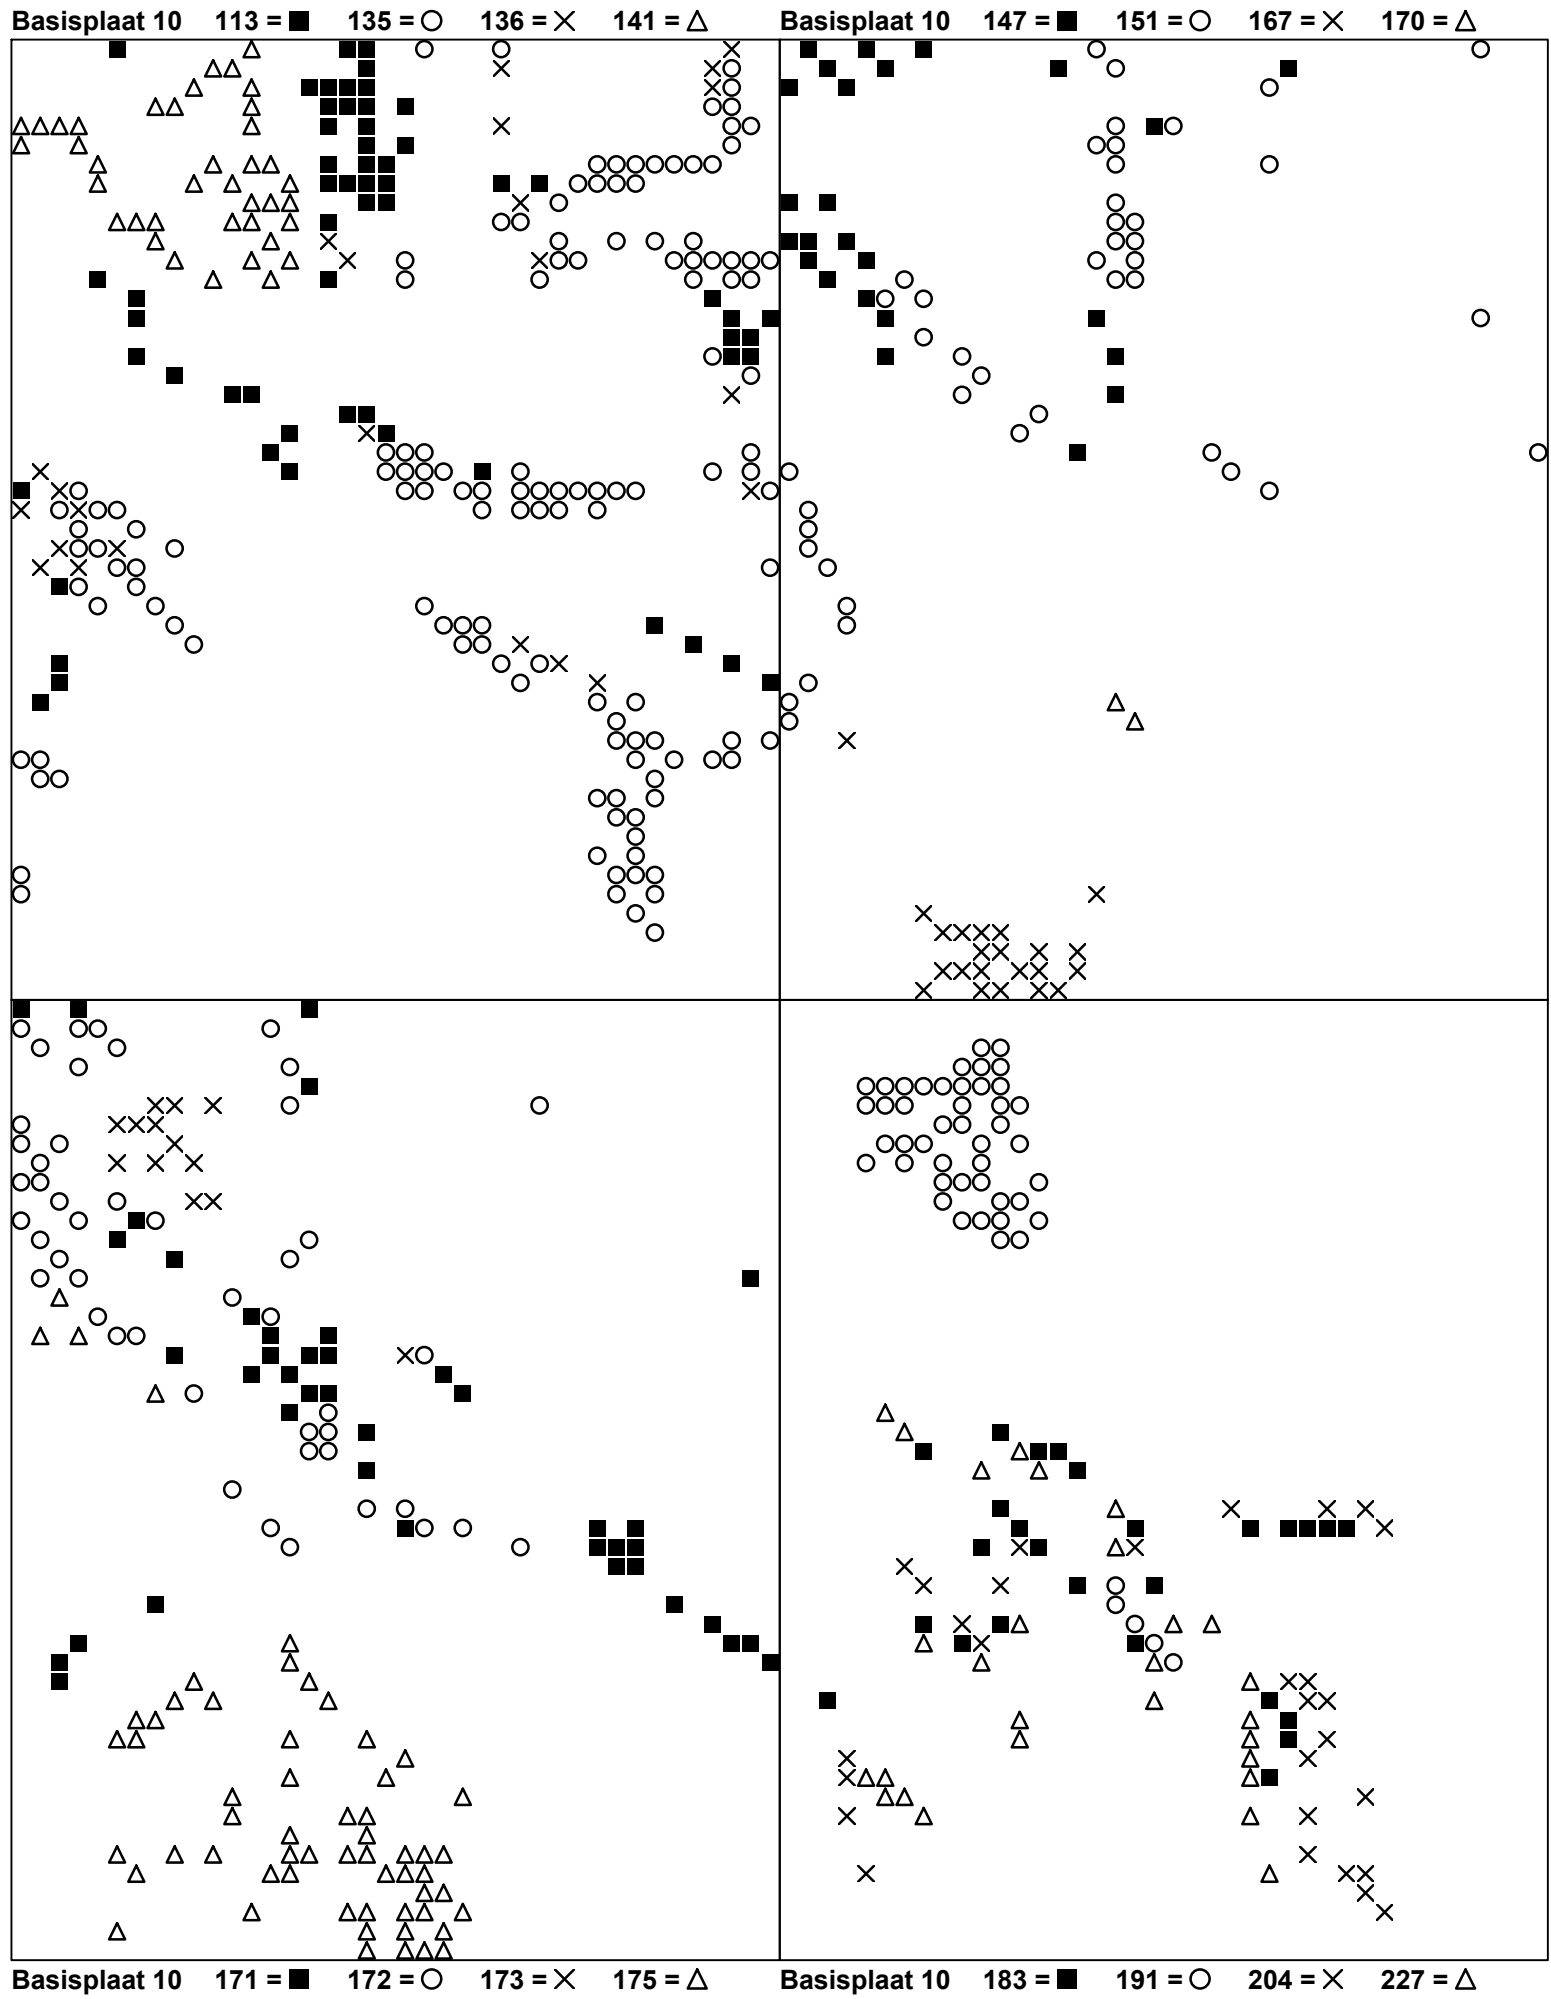 Basisplaat 10 113 = ■ 135 = ○ 136 = × 141 = △
Basisplaat 10 147 = ■ 151 = ○ 167 = × 170 = △
Basisplaat 10 171 = ■ 172 = ○ 173 = × 175 = △
Basisplaat 10 183 = ■ 191 = ○ 204 = × 227 = △